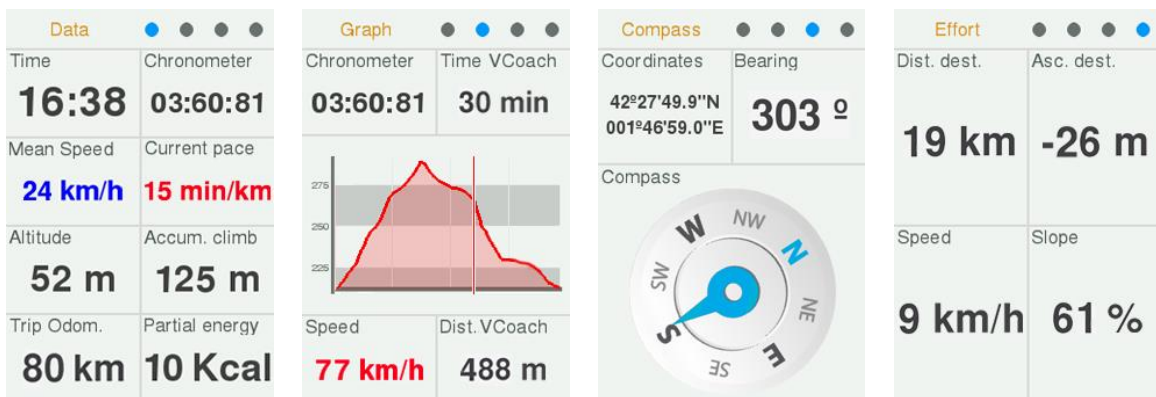 Data
Time
Chronometer
16:38
03:60:81
Mean Speed
Current pace
24 km/h
15 min/km
Altitude
Accum. climb
52 m
125 m
Trip Odom.
Partial energy
80 km
10 Kcal
Graph
Chronometer
Time VCoach
03:60:81
30 min
275
250
225
Speed
Dist.VCoach
77 km/h
488 m
Compass
Coordinates
Bearing
42º27'49.9"N
001º46'59.0"E
303 º
Compass
N
NE
E
SE
S
SW
W
NW
Effort
Dist. dest.
Asc. dest.
19 km
-26 m
Speed
Slope
9 km/h
61 %